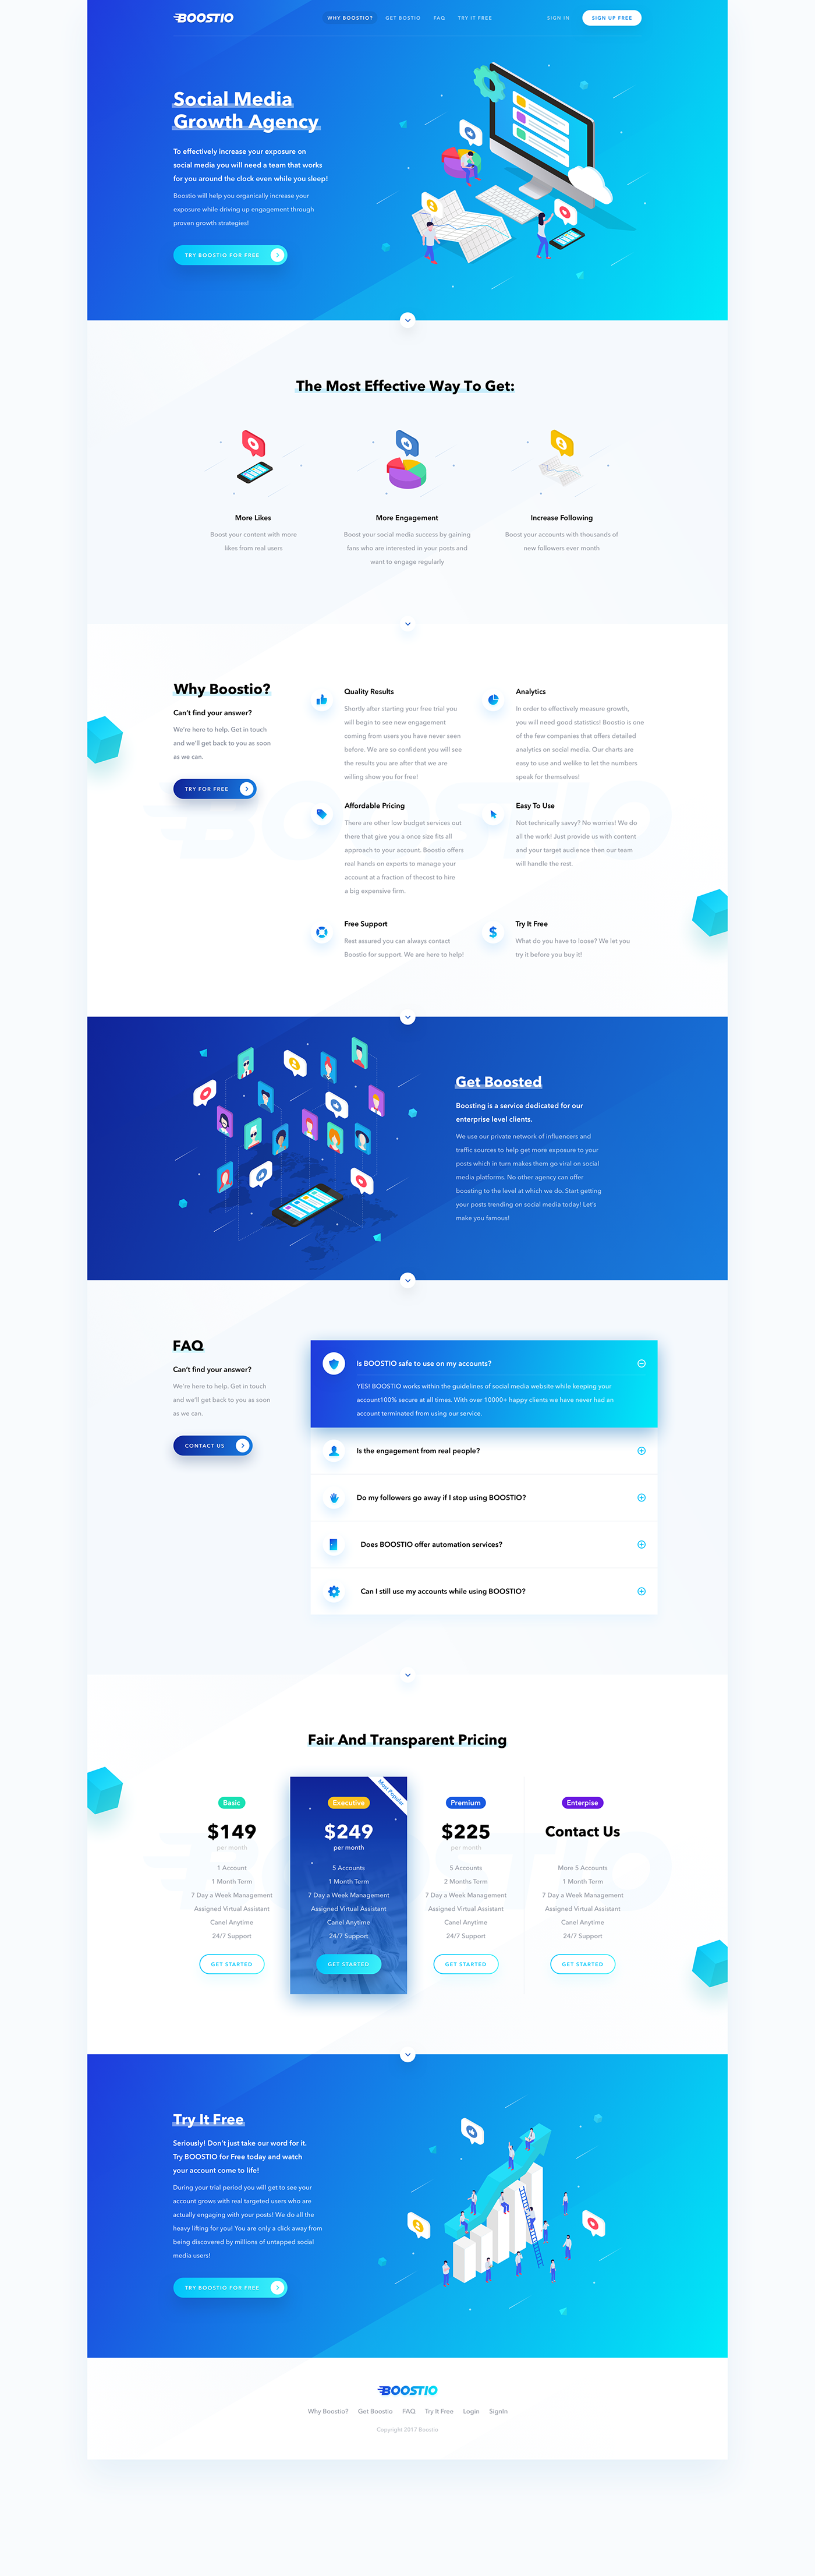 BOOSTIO
WHY BOOSTIO?
GET BOSTIO
FAQ
TRY IT FREE
SIGN IN
SIGN UP FREE
Social Media
Growth Agency
To effectively increase your exposure on
social media you will need a team that works
for you around the clock even while you sleep!
Boostio will help you organically increase your
exposure while driving up engagement through
proven growth strategies!
TRY BOOSTIO FOR FREE
The Most Effective Way To Get:
More Likes
Boost your content with more
likes from real users
More Engagement
Boost your social media success by gaining
fans who are interested in your posts and
want to engage regularly
Increase Following
Boost your accounts with thousands of
new followers ever month
Why Boostio?
Can't find your answer?
We're here to help. Get in touch
and we'll get back to you as soon
as we can.
TRY FOR FREE
Quality Results
Shortly after starting your free trial you
will begin to see new engagement
coming from users you have never seen
before. We are so confident you will see
the results you are after that we are
willing show you for free!
Analytics
In order to effectively measure growth,
you will need good statistics! Boostio is one
of the few companies that offers detailed
analytics on social media. Our charts are
easy to use and welike to let the numbers
speak for themselves!
Affordable Pricing
There are other low budget services out
there that give you a once size fits all
approach to your account. Boostio offers
real hands on experts to manage your
account at a fraction of thecost to hire
a big expensive firm.
Easy To Use
Not technically savvy? No worries! We do
all the work! Just provide us with content
and your target audience then our team
will handle the rest.
Free Support
Rest assured you can always contact
Boostio for support. We are here to help!
Try It Free
What do you have to loose? We let you
try it before you buy it!
BOOSTIO
Get Boosted
Boosting is a service dedicated for our
enterprise level clients.
We use our private network of influencers and
traffic sources to help get more exposure to your
posts which in turn makes them go viral on social
media platforms. No other agency can offer
boosting to the level at which we do. Start getting
your posts trending on social media today! Let's
make you famous!
FAQ
Can't find your answer?
We're here to help. Get in touch
and we'll get back to you as soon
as we can.
CONTACT US
Is BOOSTIO safe to use on my accounts?
YES! BOOSTIO works within the guidelines of social media website while keeping your
account100% secure at all times. With over 10000+ happy clients we have never had an
account terminated from using our service.
Is the engagement from real people?
Do my followers go away if I stop using BOOSTIO?
Does BOOSTIO offer automation services?
Can I still use my accounts while using BOOSTIO?
Fair And Transparent Pricing
Basic
$149
per month
1 Account
1 Month Term
7 Day a Week Management
Assigned Virtual Assistant
Canel Anytime
24/7 Support
GET STARTED
Most Popular
Executive
$249
per month
5 Accounts
1 Month Term
7 Day a Week Management
Assigned Virtual Assistant
Canel Anytime
24/7 Support
GET STARTED
Premium
$225
per month
5 Accounts
2 Months Term
7 Day a Week Management
Assigned Virtual Assistant
Canel Anytime
24/7 Support
GET STARTED
Enterpise
Contact Us
More 5 Accounts
1 Month Term
7 Day a Week Management
Assigned Virtual Assistant
Canel Anytime
24/7 Support
GET STARTED
Try It Free
Seriously! Don't just take our word for it.
Try BOOSTIO for Free today and watch
your account come to life!
During your trial period you will get to see your
account grows with real targeted users who are
actually engaging with your posts! We do all the
heavy lifting for you! You are only a click away from
being discovered by millions of untapped social
media users!
TRY BOOSTIO FOR FREE
BOOSTIO
Why Boostio?
Get Boostio
FAQ
Try It Free
Login
SignIn
Copyright 2017 Boostio